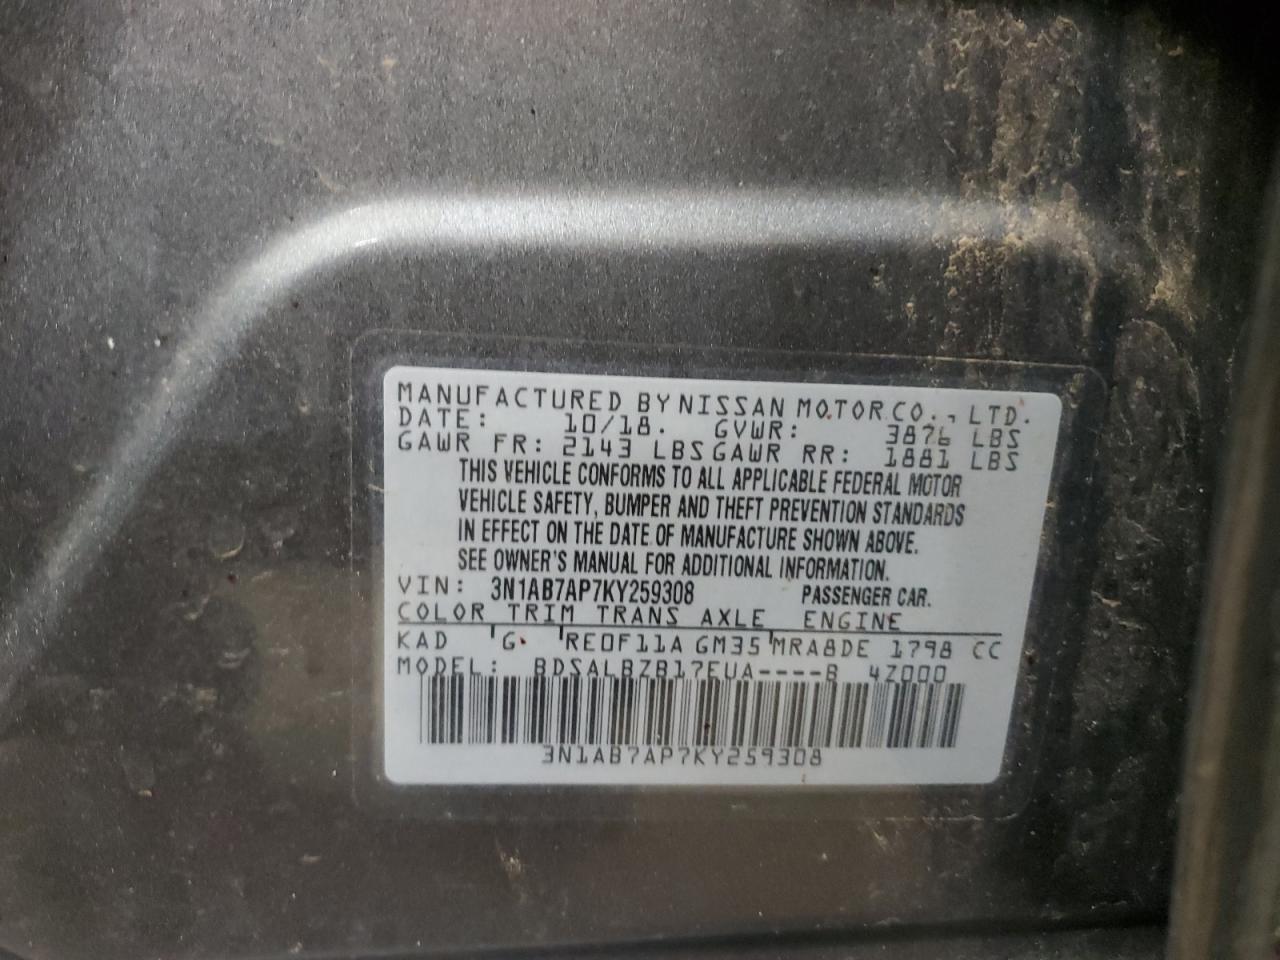 MANUFACTURED BY NISSAN MOTOR CO., LTD.
DATE: 10/18. GVWR: 3876 LBS
GAWR FR: 2143 LBS GAWR RR: 1881 LBS
THIS VEHICLE CONFORMS TO ALL APPLICABLE FEDERAL MOTOR
VEHICLE SAFETY, BUMPER AND THEFT PREVENTION STANDARDS
IN EFFECT ON THE DATE OF MANUFACTURE SHOWN ABOVE.
SEE OWNER'S MANUAL FOR ADDITIONAL INFORMATION.
VIN: 3N1AB7AP7KY259308 PASSENGER CAR.
COLOR TRIM TRANS AXLE ENGINE
KAD G RE0F11A GM35 MRA8DE 1798 CC
MODEL: BDSALBZB17EUA----B 4Z000
3N1AB7AP7KY259308